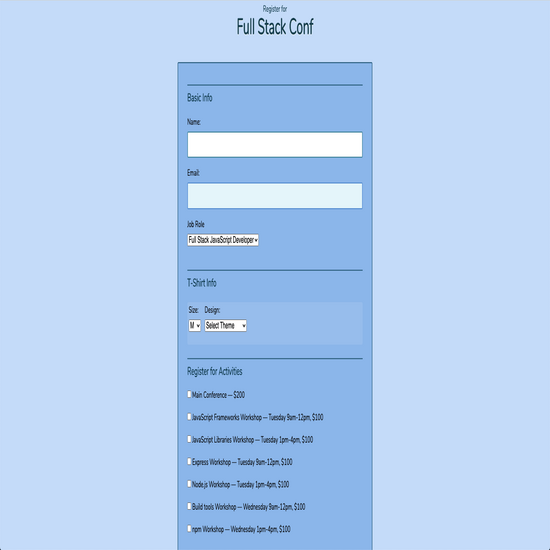 Register for
Full Stack Conf
Basic Info
Name:
Email:
Job Role
Full Stack JavaScript Developer
T-Shirt Info
Size: Design:
M Select Theme
Register for Activities
Main Conference — $200
JavaScript Frameworks Workshop — Tuesday 9am-12pm, $100
JavaScript Libraries Workshop — Tuesday 1pm-4pm, $100
Express Workshop — Tuesday 9am-12pm, $100
Node.js Workshop — Tuesday 1pm-4pm, $100
Build tools Workshop — Wednesday 9am-12pm, $100
npm Workshop — Wednesday 1pm-4pm, $100